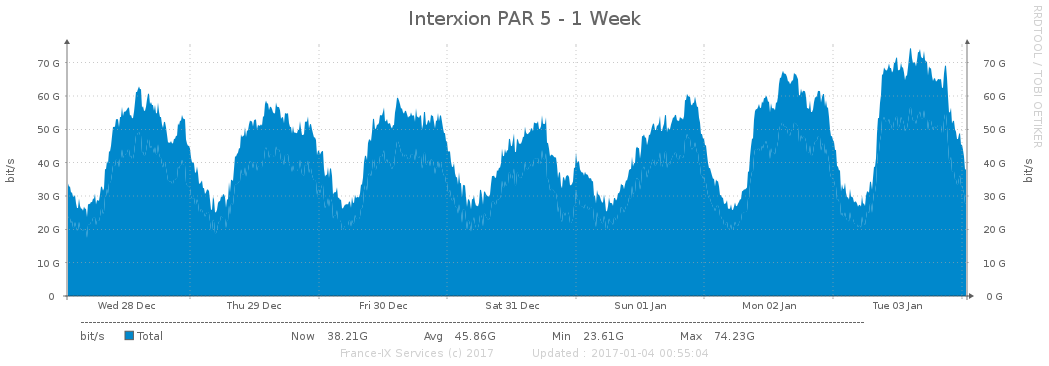 Interxion PAR 5 - 1 Week
RRDTOOL / TOBI OETIKER
bit/s
70 G 70 G
60 G 60 G
50 G 50 G
40 G 40 G
30 G 30 G
20 G 20 G
10 G 10 G
0 0 G
bit/s
Wed 28 Dec Thu 29 Dec Fri 30 Dec Sat 31 Dec Sun 01 Jan Mon 02 Jan Tue 03 Jan
bit/s Total Now 38.21G Avg 45.86G Min 23.61G Max 74.23G
France-IX Services (c) 2017 Updated : 2017-01-04 00:55:04